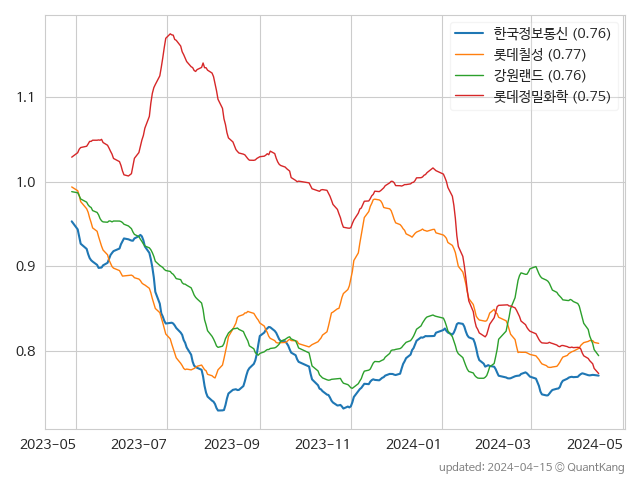 한국정보통신 (0.76)
롯데칠성 (0.77)
강원랜드 (0.76)
롯데정밀화학 (0.75)
1.1
1.0
0.9
0.8
2023-05 2023-07 2023-09 2023-11 2024-01 2024-03 2024-05
updated: 2024-04-15 © QuantKang